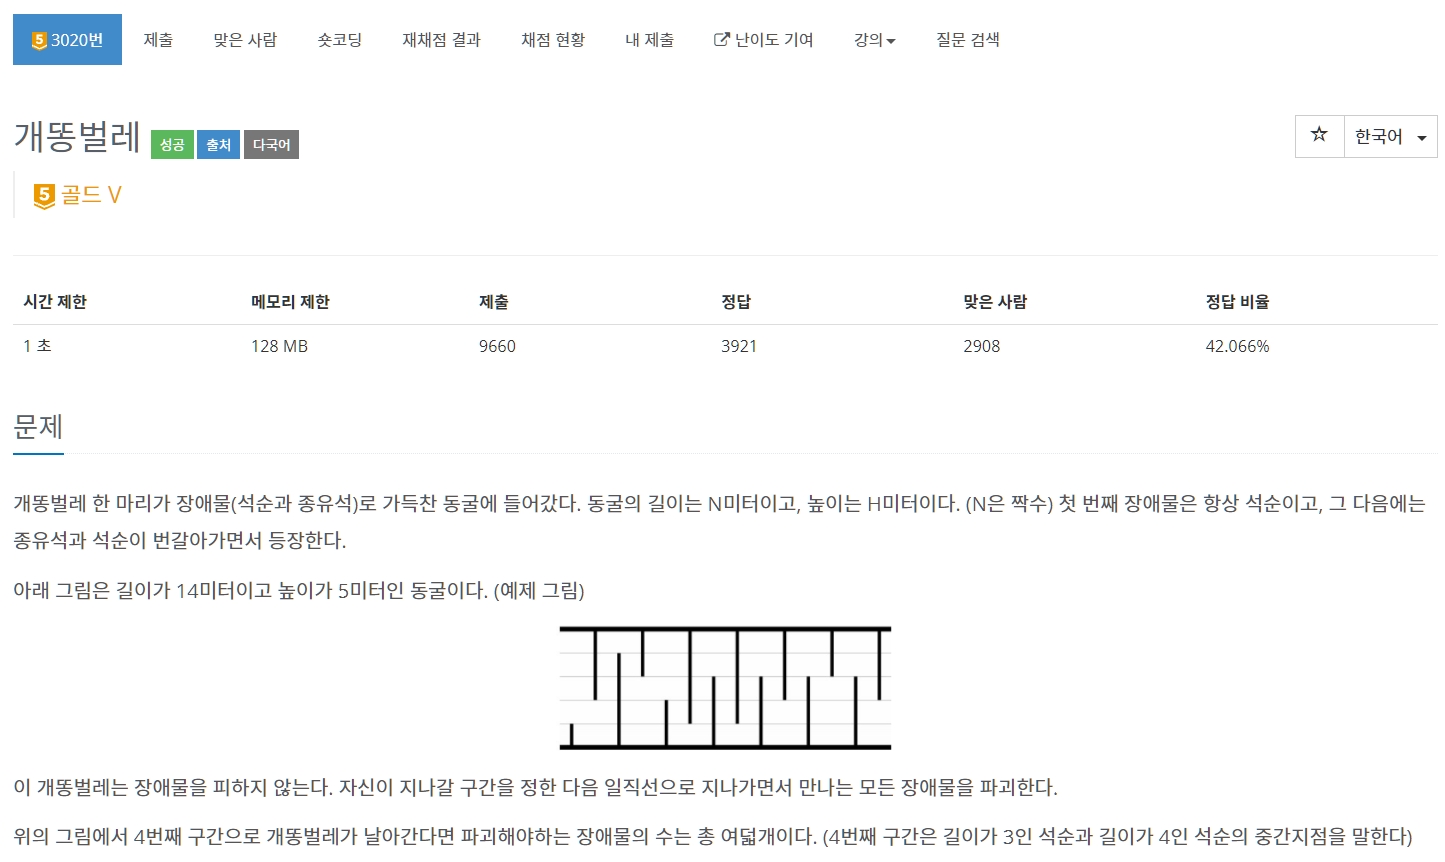 5 3020번 제출 맞은 사람 숏코딩 재채점 결과 채점 현황 내 제출 난이도 기여 강의 질문 검색
개똥벌레 성공 출처 다국어 한국어
5 골드 V
시간 제한 메모리 제한 제출 정답 맞은 사람 정답 비율
1 초 128 MB 9660 3921 2908 42.066%
문제
개똥벌레 한 마리가 장애물(석순과 종유석)로 가득찬 동굴에 들어갔다. 동굴의 길이는 N미터이고, 높이는 H미터이다. (N은 짝수) 첫 번째 장애물은 항상 석순이고, 그 다음에는
종유석과 석순이 번갈아가면서 등장한다.
아래 그림은 길이가 14미터이고 높이가 5미터인 동굴이다. (예제 그림)
이 개똥벌레는 장애물을 피하지 않는다. 자신이 지나갈 구간을 정한 다음 일직선으로 지나가면서 만나는 모든 장애물을 파괴한다.
위의 그림에서 4번째 구간으로 개똥벌레가 날아간다면 파괴해야하는 장애물의 수는 총 여덟개이다. (4번째 구간은 길이가 3인 석순과 길이가 4인 석순의 중간지점을 말한다)